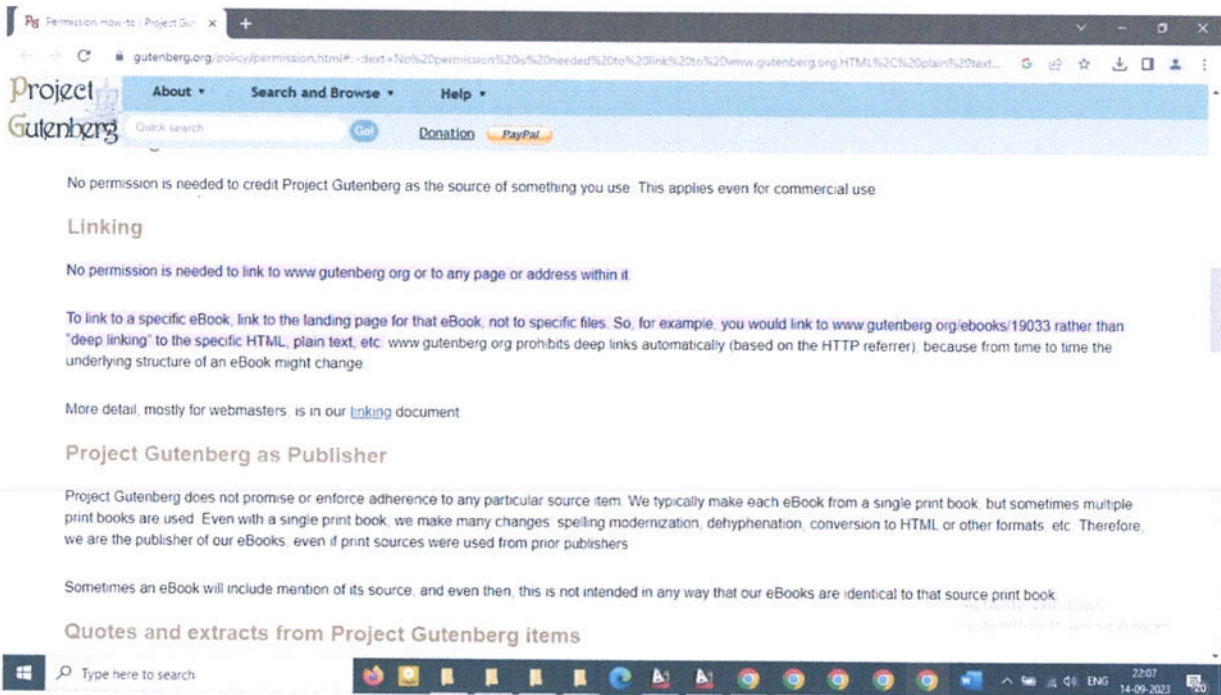 Permission How-to | Project Gut
gutenberg.org/policy/permission.html#:~:text=No%20permission%20is%20needed%20to%20link%20to%20www.gutenberg.org,HTML%2C%20plain%20text...
Project Gutenberg
About Search and Browse Help
Quick search Go! Donation PayPal
No permission is needed to credit Project Gutenberg as the source of something you use. This applies even for commercial use
Linking
No permission is needed to link to www.gutenberg.org or to any page or address within it.
To link to a specific eBook, link to the landing page for that eBook, not to specific files. So, for example, you would link to www.gutenberg.org/ebooks/19033 rather than
"deep linking" to the specific HTML, plain text, etc. www.gutenberg.org prohibits deep links automatically (based on the HTTP referrer), because from time to time the
underlying structure of an eBook might change.
More detail, mostly for webmasters, is in our linking document.
Project Gutenberg as Publisher
Project Gutenberg does not promise or enforce adherence to any particular source item. We typically make each eBook from a single print book, but sometimes multiple
print books are used. Even with a single print book, we make many changes: spelling modernization, dehyphenation, conversion to HTML or other formats, etc. Therefore,
we are the publisher of our eBooks, even if print sources were used from prior publishers.
Sometimes an eBook will include mention of its source, and even then, this is not intended in any way that our eBooks are identical to that source print book.
Activate Windows
Quotes and extracts from Project Gutenberg items
Type here to search ENG 22:07
14-09-2023 20